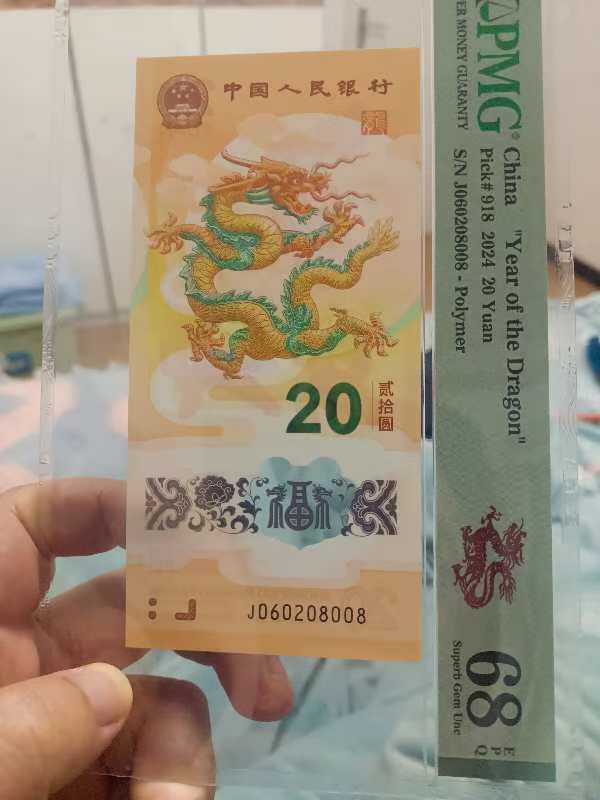 中国人民银行
20
贰拾圆
福
J060208008
PMG
PER MONEY GUARANTY
China "Year of the Dragon"
Pick# 918 2024 20 Yuan
S/N J060208008 - Polymer
68 EPQ
Superb Gem Unc